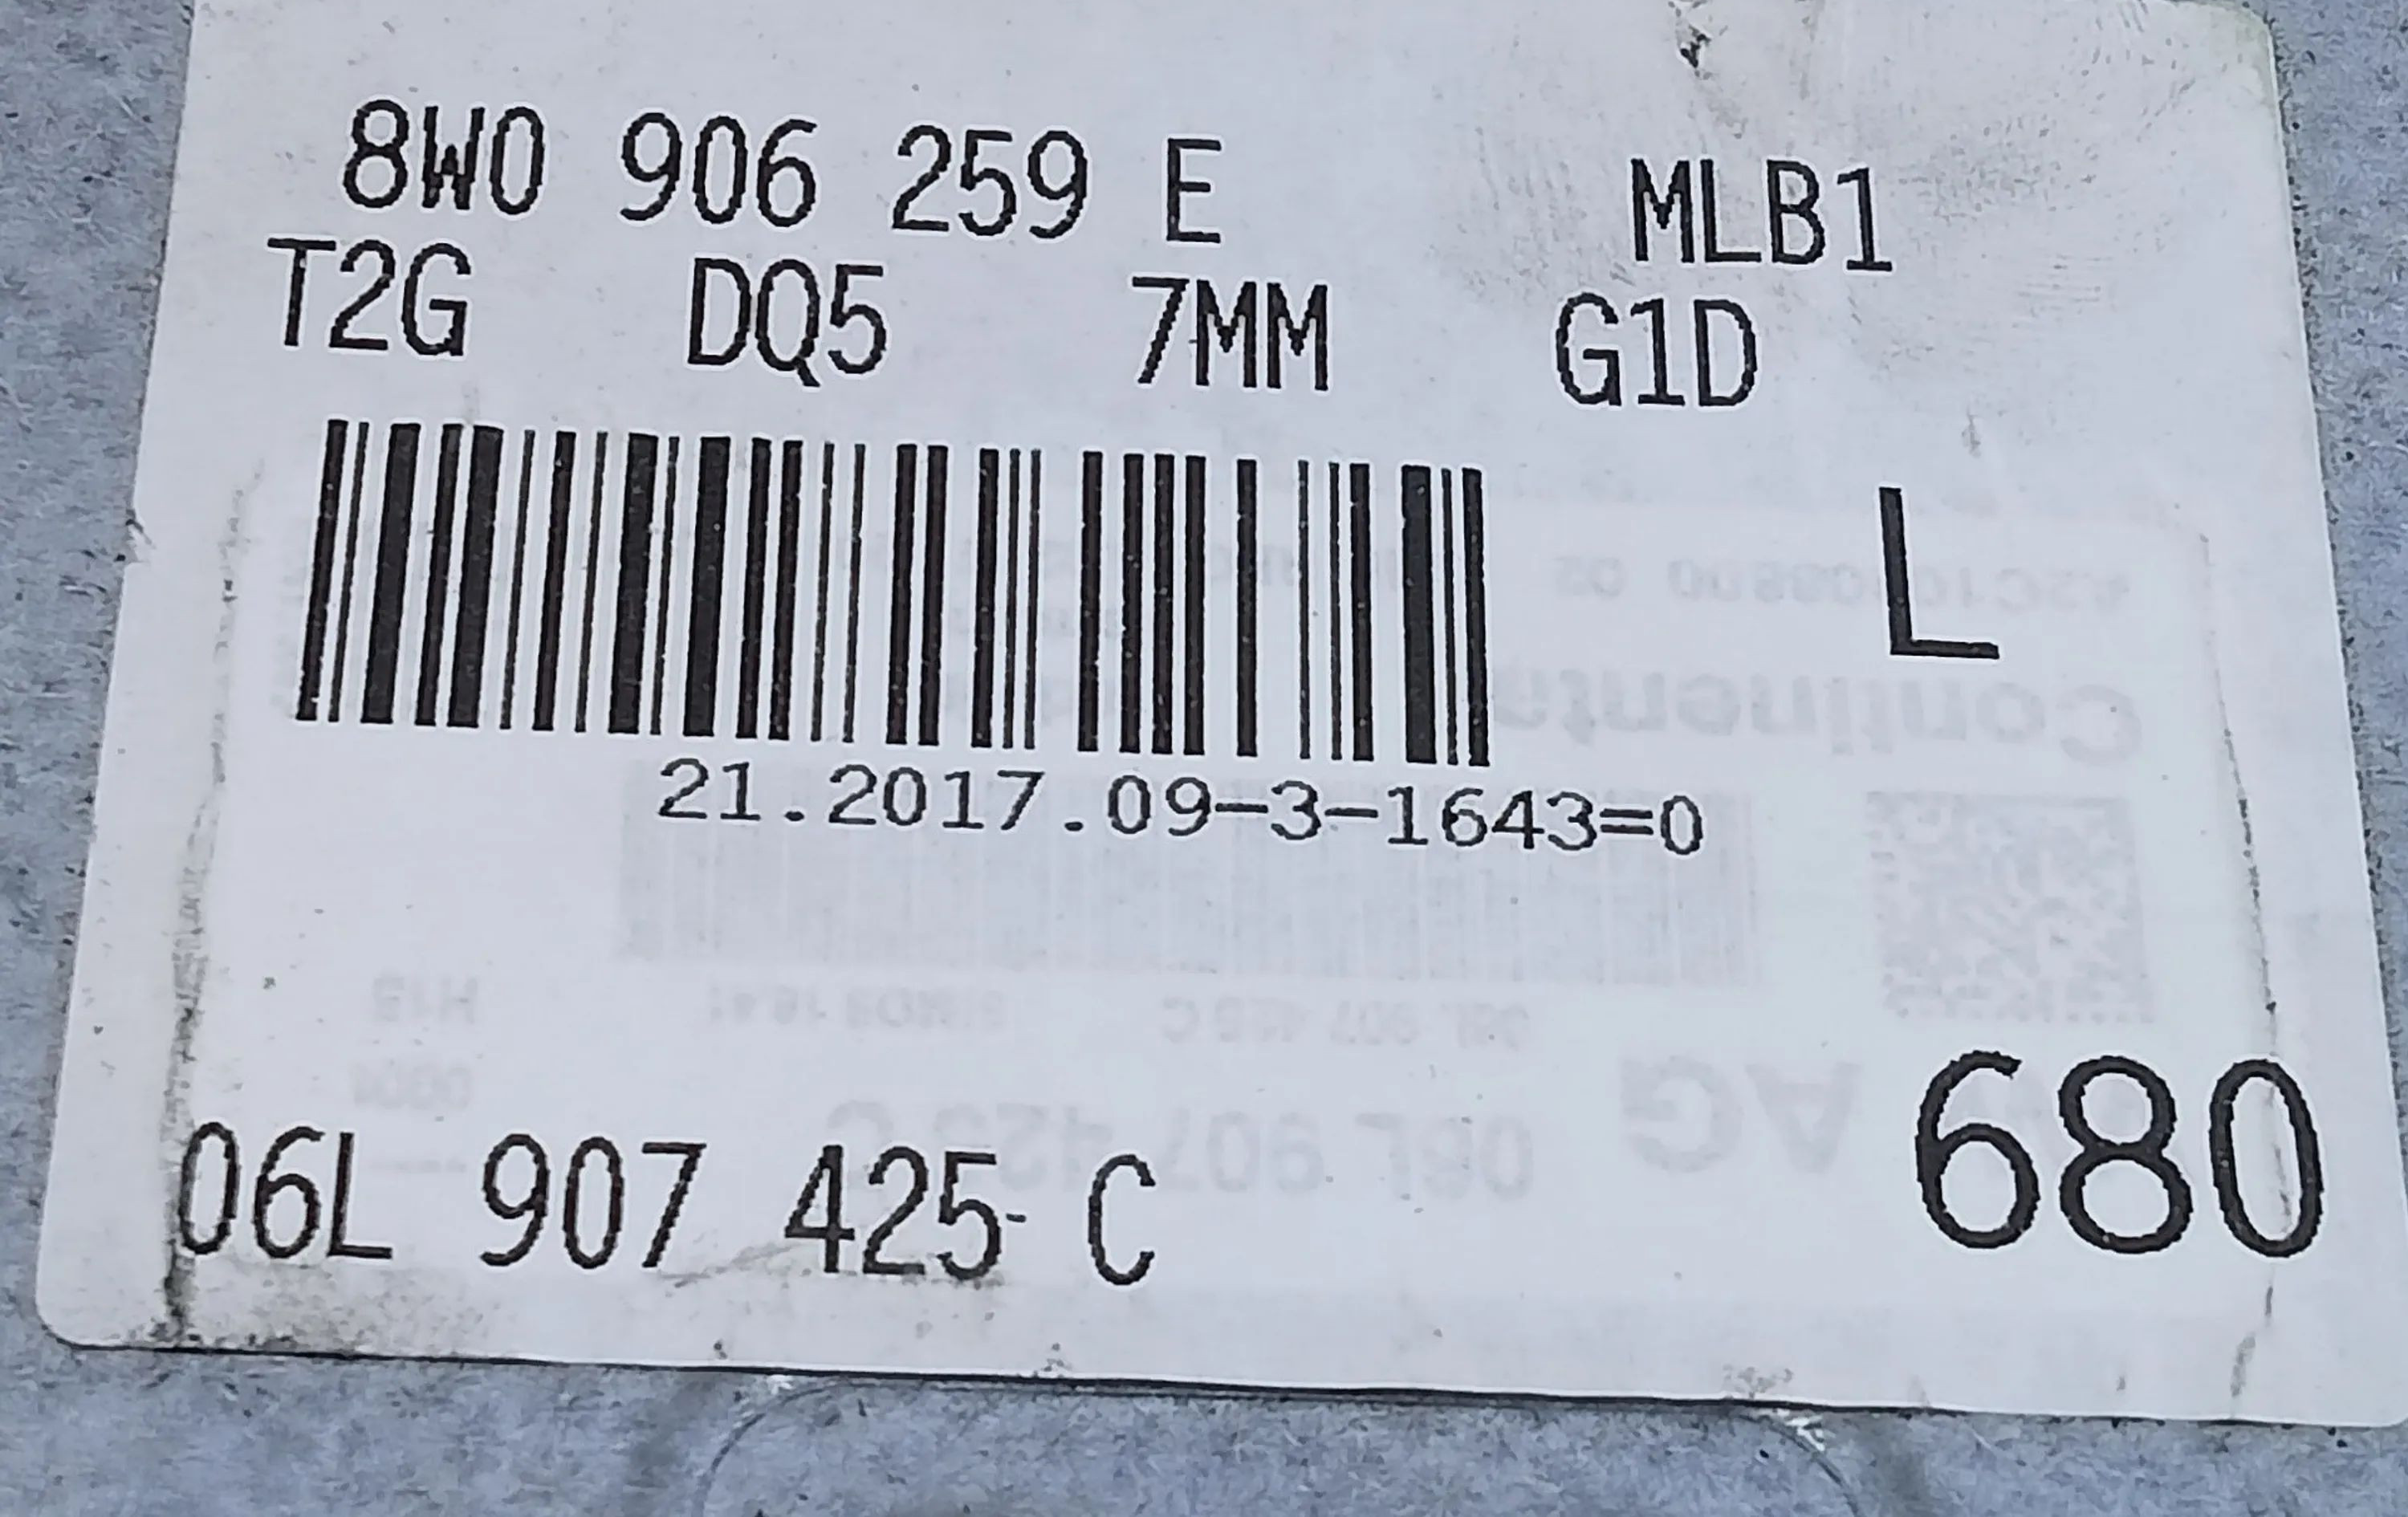 8W0 906 259 E MLB1
T2G DQ5 7MM G1D
L
21.2017.09-3-1643=0
06L 907 425 C 680